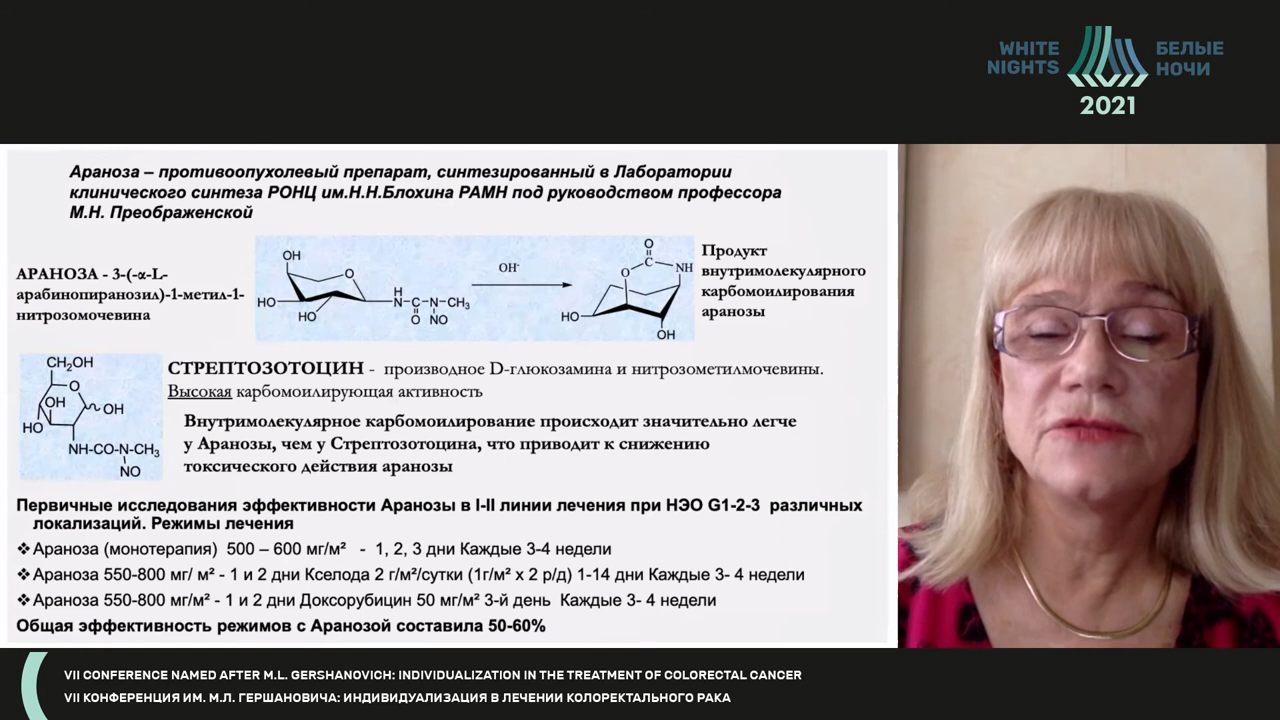 WHITE NIGHTS
БЕЛЫЕ НОЧИ
2021
Араноза – противоопухолевый препарат, синтезированный в Лаборатории
клинического синтеза РОНЦ им.Н.Н.Блохина РАМН под руководством профессора
М.Н. Преображенской
АРАНОЗА - 3-(-α-L-
арабинопиранозил)-1-метил-1-
нитрозомочевина
OH
O
HO
HO
H
N-C-N-CH₃
O NO
OH⁻
O
O C NH
HO
OH
Продукт
внутримолекулярного
карбомоилирования
аранозы
CH₂OH
O
OH
OH
HO
NH-CO-N-CH₃
NO
СТРЕПТОЗОТОЦИН - производное D-глюкозамина и нитрозометилмочевины.
Высокая карбомоилирующая активность
Внутримолекулярное карбомоилирование происходит значительно легче
у Аранозы, чем у Стрептозотоцина, что приводит к снижению
токсического действия аранозы
Первичные исследования эффективности Аранозы в I-II линии лечения при НЭО G1-2-3 различных
локализаций. Режимы лечения
❖Араноза (монотерапия) 500 – 600 мг/м² - 1, 2, 3 дни Каждые 3-4 недели
❖Араноза 550-800 мг/ м² - 1 и 2 дни Кселода 2 г/м²/сутки (1г/м² х 2 р/д) 1-14 дни Каждые 3- 4 недели
❖Араноза 550-800 мг/м² - 1 и 2 дни Доксорубицин 50 мг/м² 3-й день Каждые 3- 4 недели
Общая эффективность режимов с Аранозой составила 50-60%
VII CONFERENCE NAMED AFTER M.L. GERSHANOVICH: INDIVIDUALIZATION IN THE TREATMENT OF COLORECTAL CANCER
VII КОНФЕРЕНЦИЯ ИМ. М.Л. ГЕРШАНОВИЧА: ИНДИВИДУАЛИЗАЦИЯ В ЛЕЧЕНИИ КОЛОРЕКТАЛЬНОГО РАКА